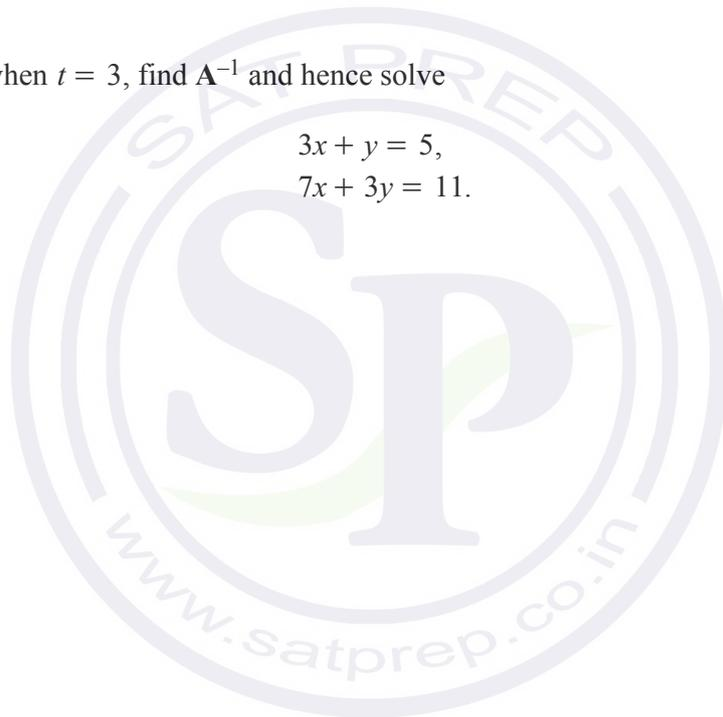 hen t = 3, find A⁻¹ and hence solve
3x + y = 5,
7x + 3y = 11.
SAT PREP
SP
www.satprep.co.in